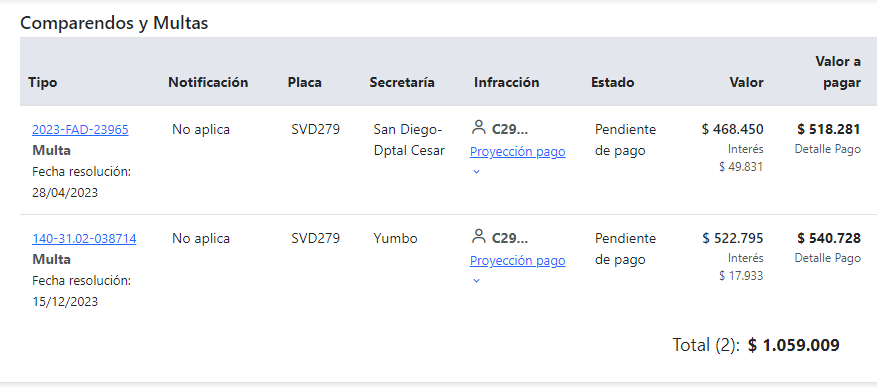 Comparendos y Multas
Tipo Notificación Placa Secretaría Infracción Estado Valor Valor a pagar
2023-FAD-23965 No aplica SVD279 San Diego- C29... Pendiente $ 468.450 $ 518.281
Multa Dptal Cesar Proyección pago de pago Interés Detalle Pago
Fecha resolución: $ 49.831
28/04/2023
140-31.02-038714 No aplica SVD279 Yumbo C29... Pendiente $ 522.795 $ 540.728
Multa Proyección pago de pago Interés Detalle Pago
Fecha resolución: $ 17.933
15/12/2023
Total (2): $ 1.059.009